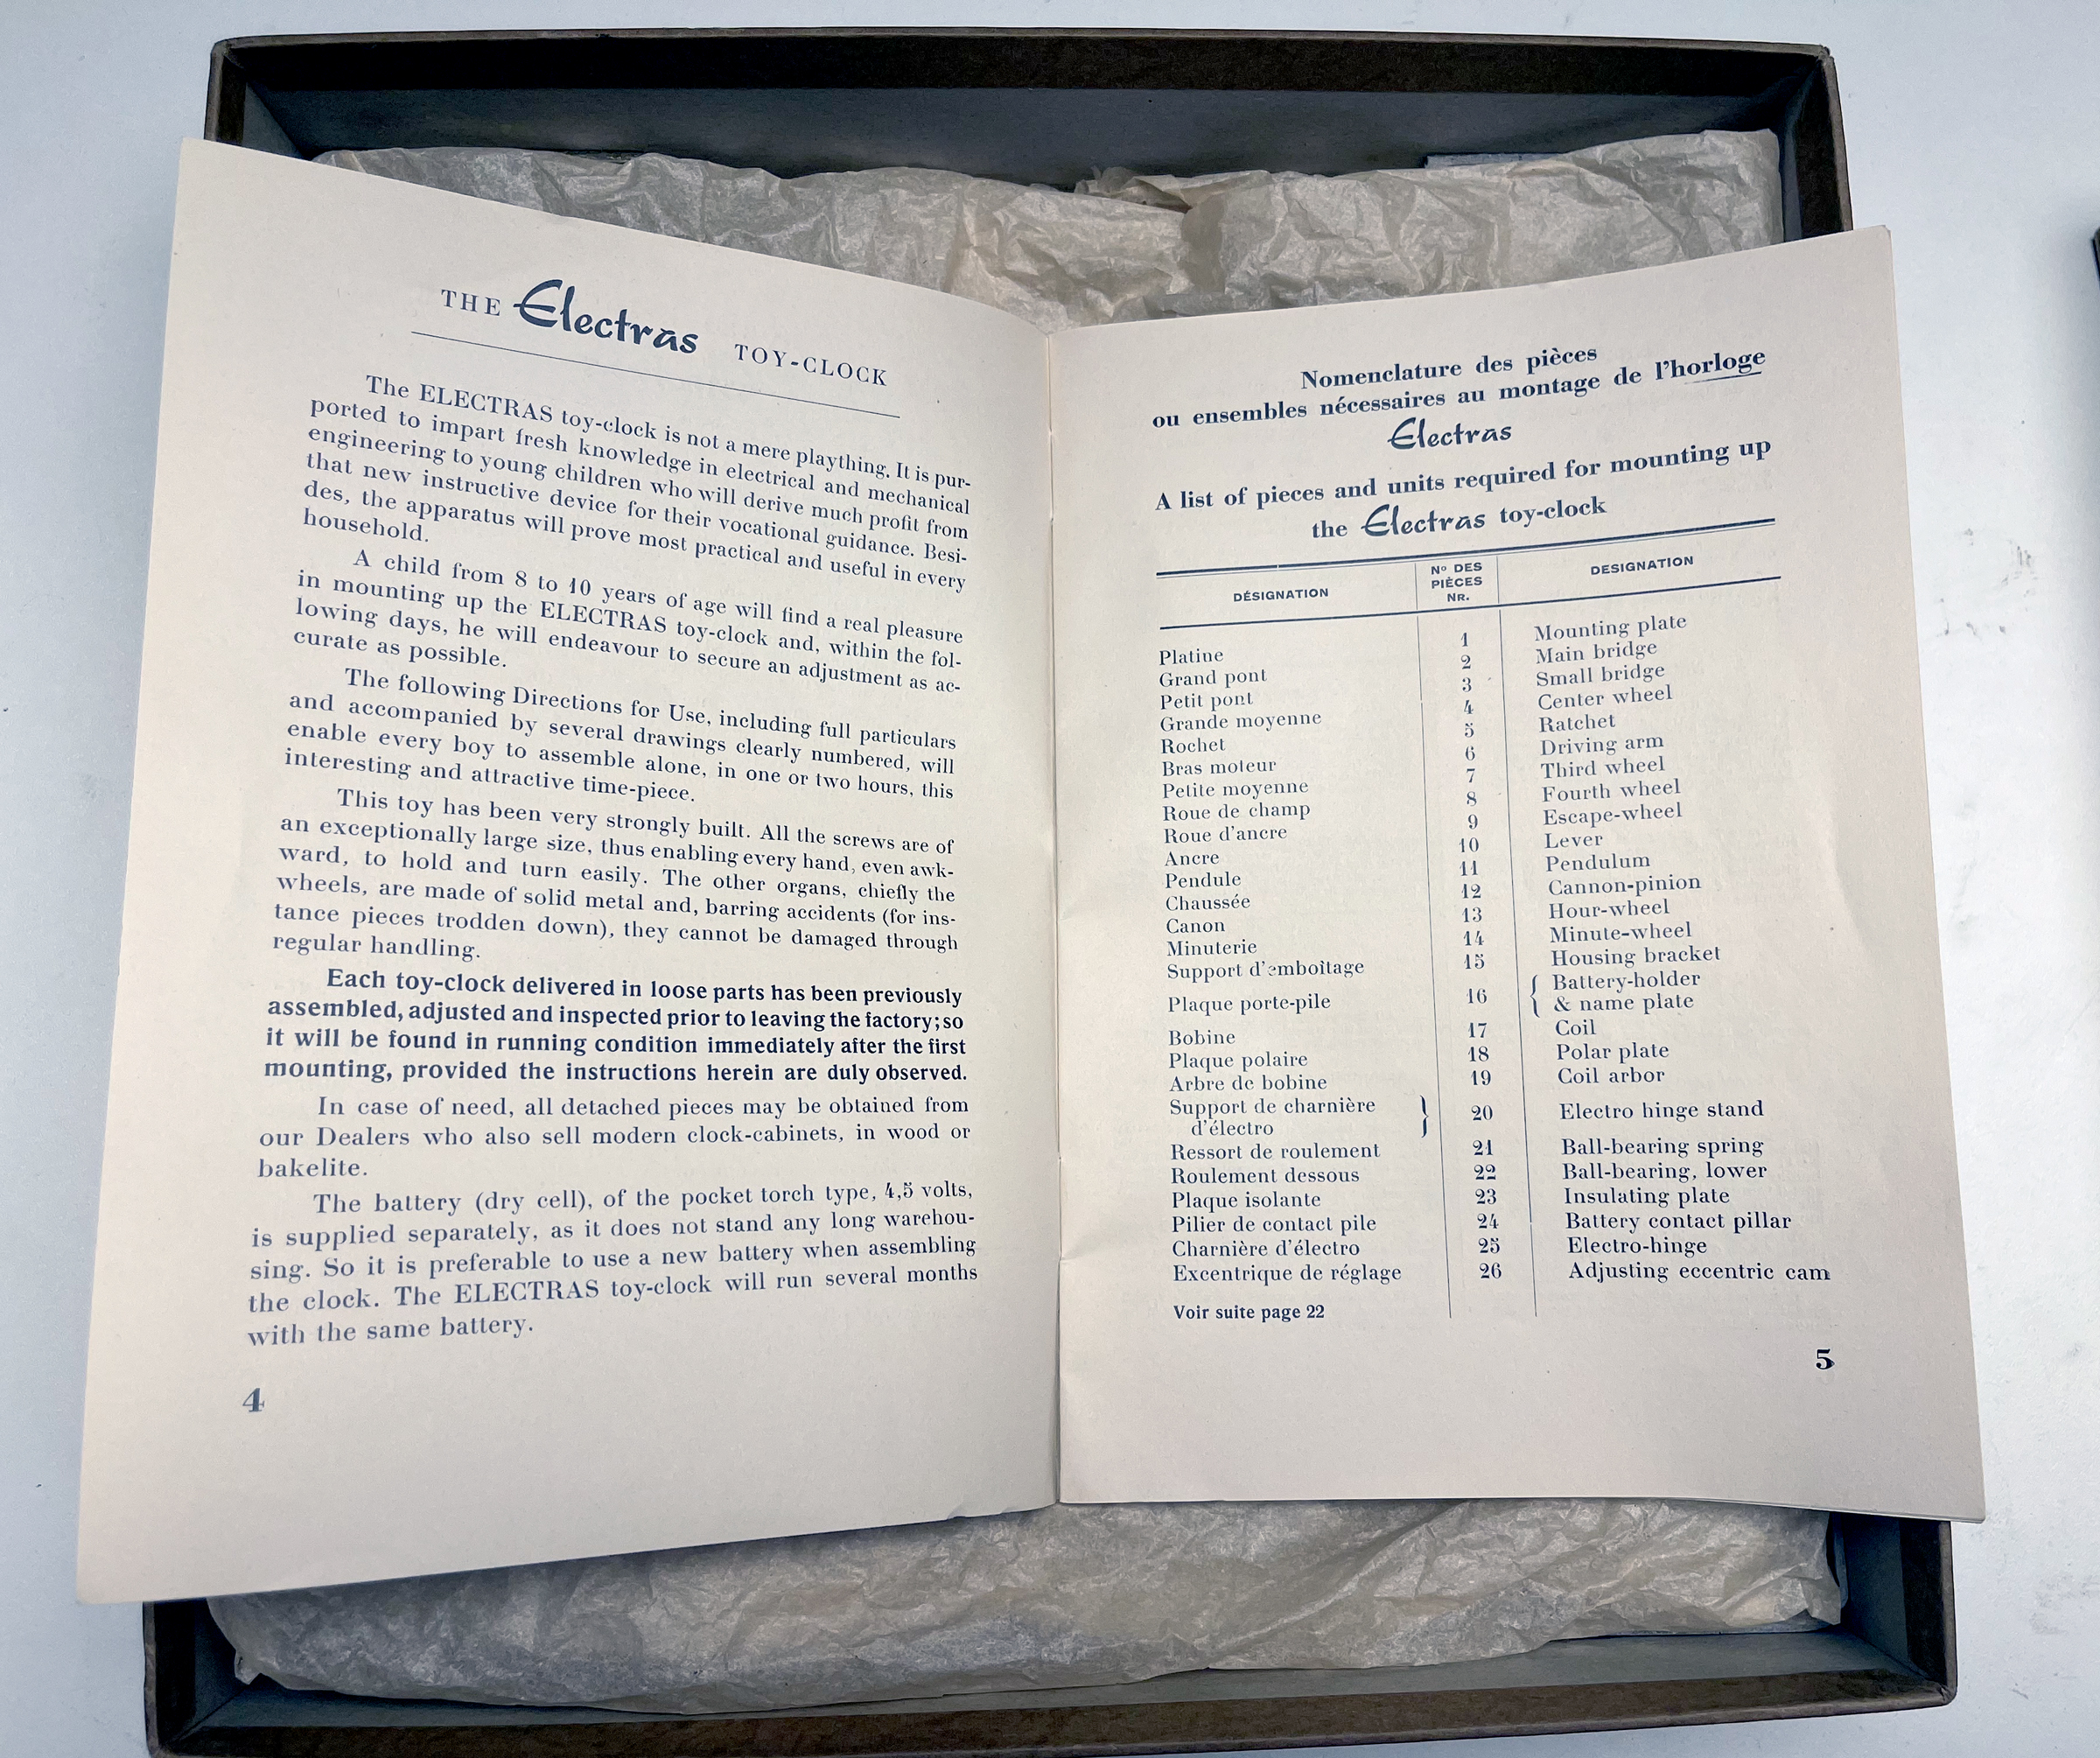 THE Electras TOY-CLOCK
The ELECTRAS toy-clock is not a mere plaything. It is pur-
ported to impart fresh knowledge in electrical and mechanical
engineering to young children who will derive much profit from
that new instructive device for their vocational guidance. Besi-
des, the apparatus will prove most practical and useful in every
household.
A child from 8 to 10 years of age will find a real pleasure
in mounting up the ELECTRAS toy-clock and, within the fol-
lowing days, he will endeavour to secure an adjustment as ac-
curate as possible.
The following Directions for Use, including full particulars
and accompanied by several drawings clearly numbered, will
enable every boy to assemble alone, in one or two hours, this
interesting and attractive time-piece.
This toy has been very strongly built. All the screws are of
an exceptionally large size, thus enabling every hand, even awk-
ward, to hold and turn easily. The other organs, chiefly the
wheels, are made of solid metal and, barring accidents (for ins-
tance pieces trodden down), they cannot be damaged through
regular handling.
Each toy-clock delivered in loose parts has been previously
assembled, adjusted and inspected prior to leaving the factory; so
it will be found in running condition immediately after the first
mounting, provided the instructions herein are duly observed.
In case of need, all detached pieces may be obtained from
our Dealers who also sell modern clock-cabinets, in wood or
bakelite.
The battery (dry cell), of the pocket torch type, 4,5 volts,
is supplied separately, as it does not stand any long warehou-
sing. So it is preferable to use a new battery when assembling
the clock. The ELECTRAS toy-clock will run several months
with the same battery.
4
Nomenclature des pièces
ou ensembles nécessaires au montage de l'horloge
Electras
A list of pieces and units required for mounting up
the Electras toy-clock
DÉSIGNATION Nº DES PIÈCES NR. DESIGNATION
Platine 1 Mounting plate
Grand pont 2 Main bridge
Petit pont 3 Small bridge
Grande moyenne 4 Center wheel
Rochet 5 Ratchet
Bras moteur 6 Driving arm
Petite moyenne 7 Third wheel
Roue de champ 8 Fourth wheel
Roue d'ancre 9 Escape-wheel
Ancre 10 Lever
Pendule 11 Pendulum
Chaussée 12 Cannon-pinion
Canon 13 Hour-wheel
Minuterie 14 Minute-wheel
Support d'emboîtage 15 Housing bracket
Plaque porte-pile 16 { Battery-holder
& name plate
Bobine 17 Coil
Plaque polaire 18 Polar plate
Arbre de bobine 19 Coil arbor
Support de charnière
d'électro } 20 Electro hinge stand
Ressort de roulement 21 Ball-bearing spring
Roulement dessous 22 Ball-bearing, lower
Plaque isolante 23 Insulating plate
Pilier de contact pile 24 Battery contact pillar
Charnière d'électro 25 Electro-hinge
Excentrique de réglage 26 Adjusting eccentric cam
Voir suite page 22
5